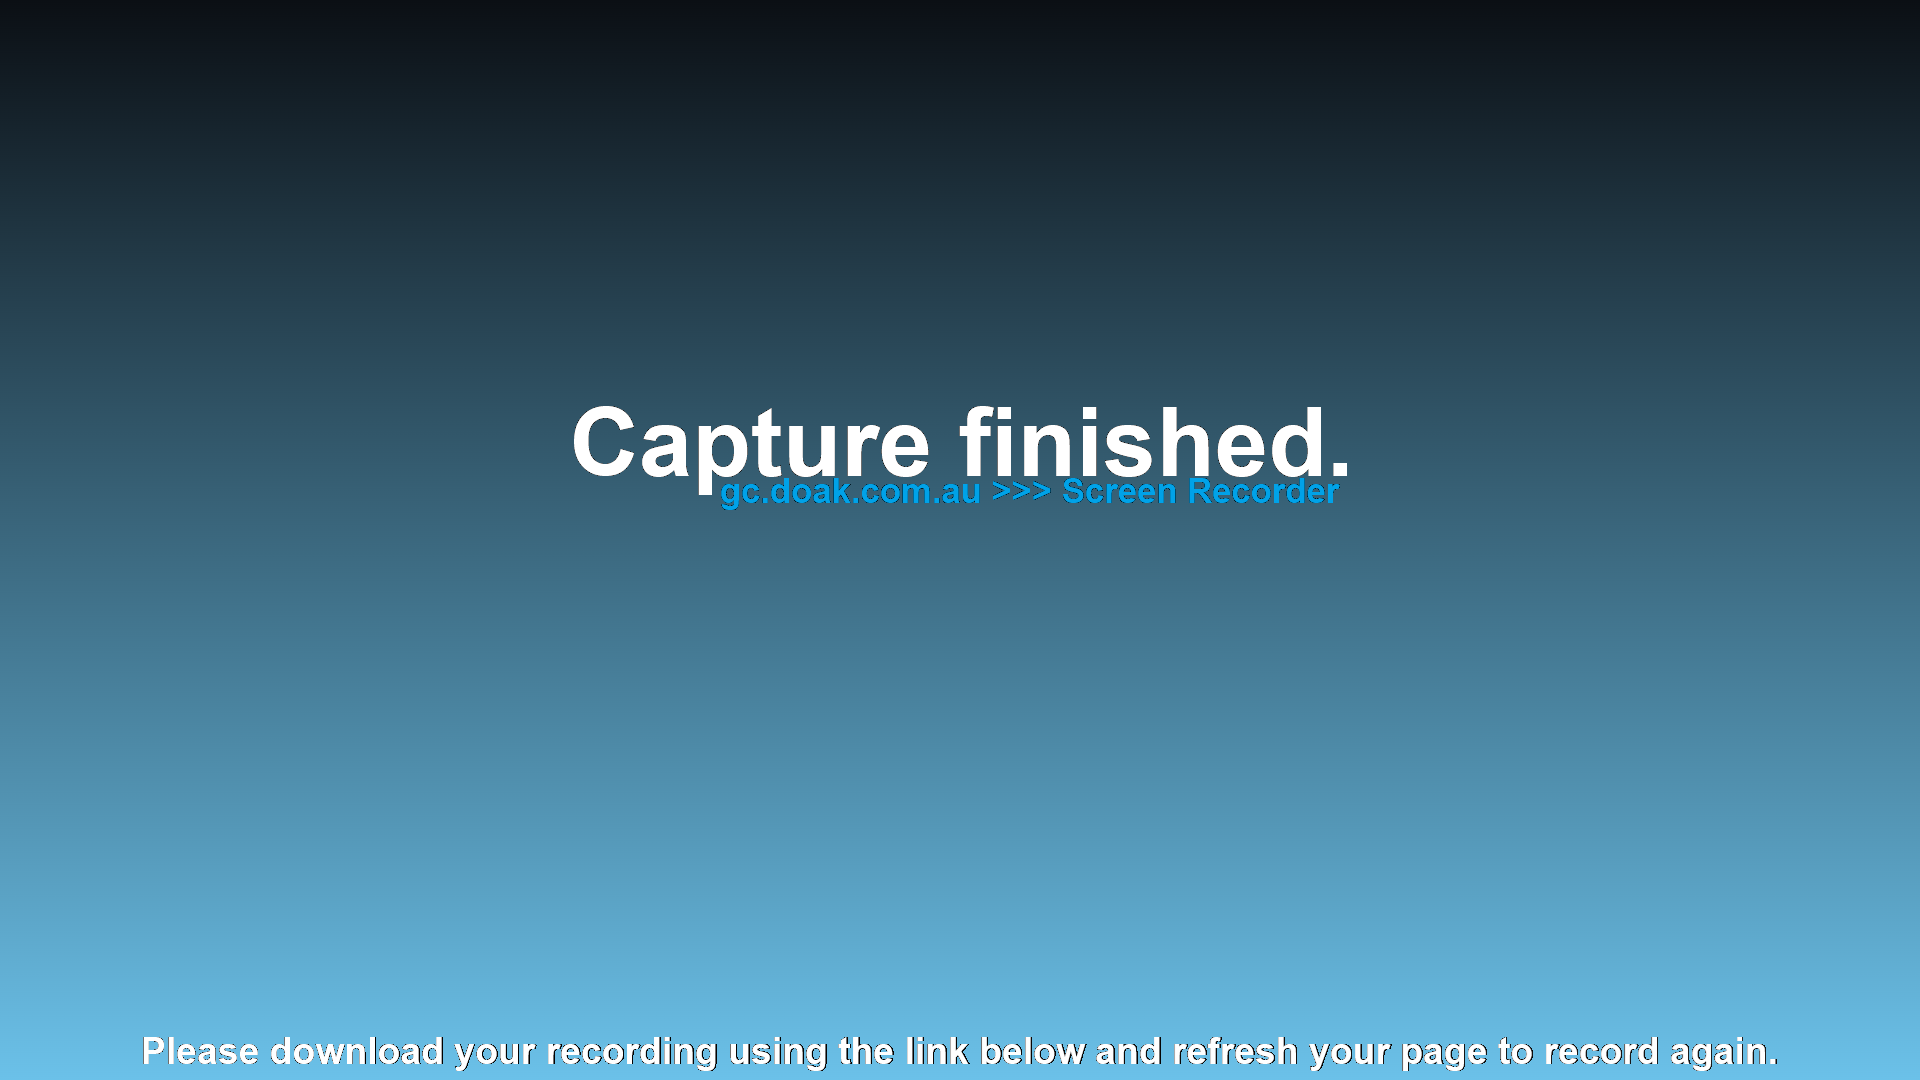 Capture finished.
gc.doak.com.au >>> Screen Recorder
Please download your recording using the link below and refresh your page to record again.